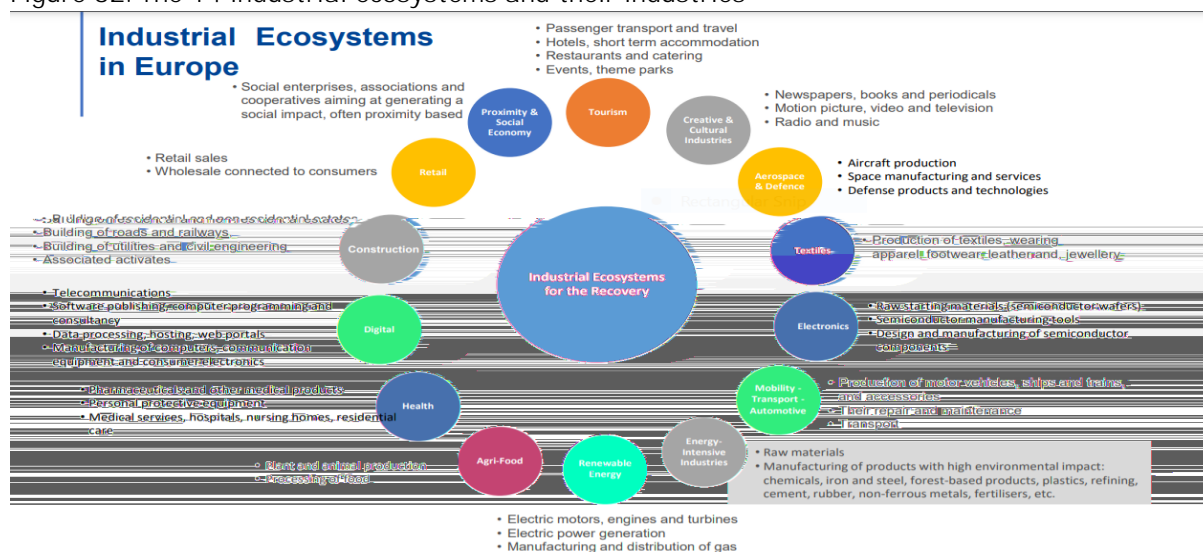 Figure 32: The 14 industrial ecosystems and their industries
Industrial Ecosystems
in Europe
• Passenger transport and travel
• Hotels, short term accommodation
• Restaurants and catering
• Events, theme parks
• Social enterprises, associations and
cooperatives aiming at generating a
social impact, often proximity based
Proximity &
Social
Economy
Tourism
Creative &
Cultural
Industries
• Newspapers, books and periodicals
• Motion picture, video and television
• Radio and music
• Retail sales
• Wholesale connected to consumers
Retail
Aerospace
& Defence
• Aircraft production
• Space manufacturing and services
• Defense products and technologies
• Building of
• Building of roads and railways
• Building of utilities and civil engineering
• Associated activates
Construction
Industrial Ecosystems
for the Recovery
Textiles
• Production of textiles, wearing
apparel, footwear leather and, jewellery
• Telecommunications
• Software publishing, computer programming and
consultancy
• Data processing, hosting, web portals
• Manufacturing of computers, communication
equipment and consumer electronics
Digital
Electronics
• Raw starting materials (semiconductor wafers)
• Semiconductor manufacturing tools
• Design and manufacturing of semiconductor
components
• Pharmaceuticals and other medical products
• Personal protective equipment
• Medical services, hospitals, nursing homes, residential
care
Health
Mobility -
Transport -
Automotive
• Production of motor vehicles, ships and trains,
and accessories
• Their repair and maintenance
• Transport
• Plant and animal production
• Processing of food
Agri-Food
Renewable
Energy
Energy-
Intensive
Industries
• Raw materials
• Manufacturing of products with high environmental impact:
chemicals, iron and steel, forest-based products, plastics, refining,
cement, rubber, non-ferrous metals, fertilisers, etc.
• Electric motors, engines and turbines
• Electric power generation
• Manufacturing and distribution of gas